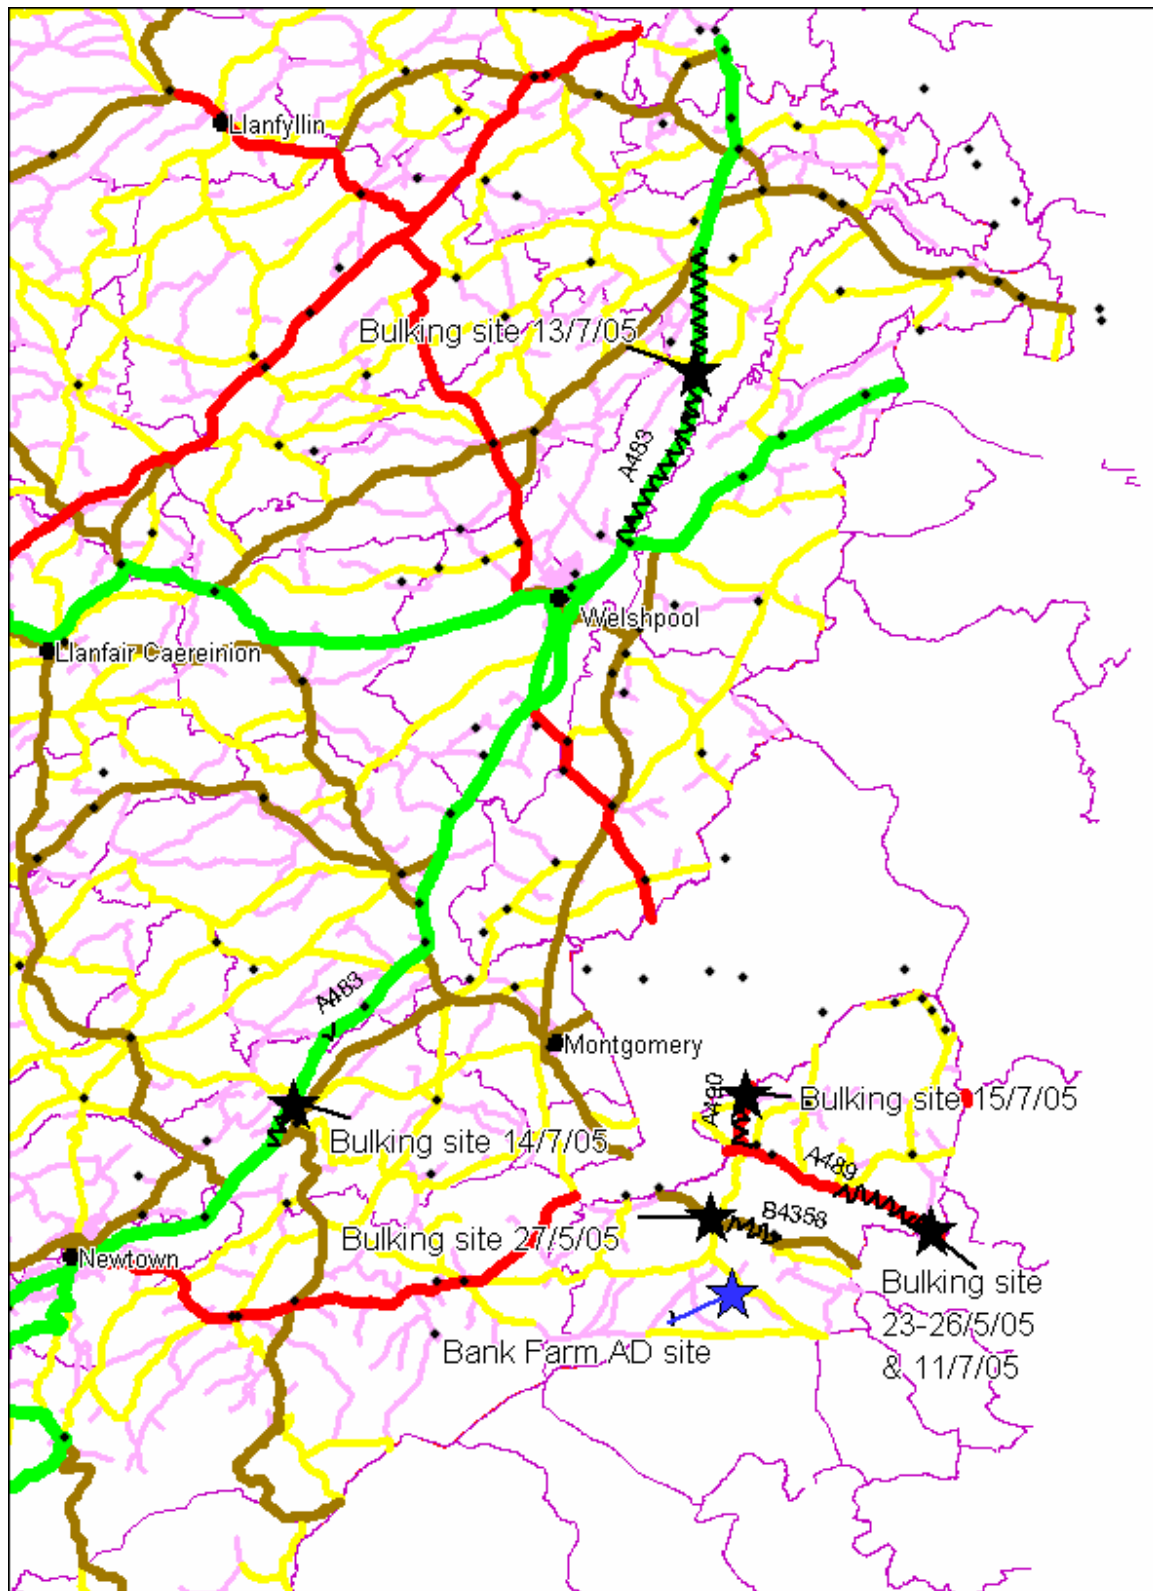 Llanfyllin
Bulking site 13/7/05
A483
Welshpool
Llanfair Caereinion
A483
Montgomery
A490
Bulking site 15/7/05
Bulking site 14/7/05
A489
B4358
Bulking site 27/5/05
Newtown
Bulking site
23-26/5/05
& 11/7/05
Bank Farm AD site